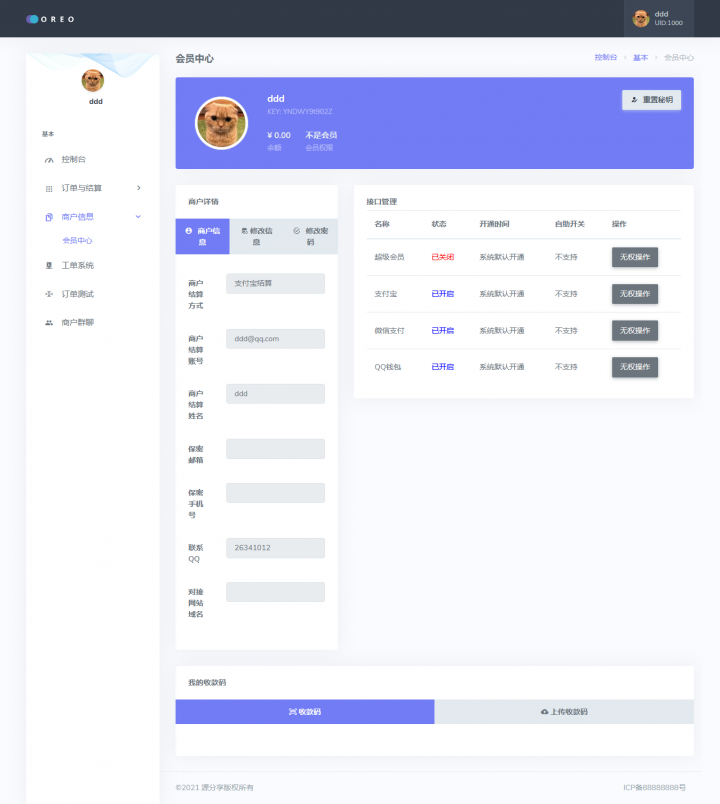 OREO
ddd
UID:1000
ddd
基本
控制台
订单与结算
商户信息
会员中心
工单系统
订单测试
商户群聊
会员中心
控制台 › 基本 › 会员中心
ddd
KEY: YNDWY9t902Z
¥ 0.00 不是会员
余额 会员权限
重置秘钥
商户详情
商户信
息
修改信
息
修改密
码
商户
结算
方式
支付宝结算
商户
结算
账号
ddd@qq.com
商户
结算
姓名
ddd
保密
邮箱
保密
手机
号
联系
QQ
26341012
对接
网站
域名
接口管理
名称 状态 开通时间 自助开关 操作
超级会员 已关闭 系统默认开通 不支持 无权操作
支付宝 已开启 系统默认开通 不支持 无权操作
微信支付 已开启 系统默认开通 不支持 无权操作
QQ钱包 已开启 系统默认开通 不支持 无权操作
我的收款码
收款码
上传收款码
©2021 源分享版权所有
ICP备88888888号